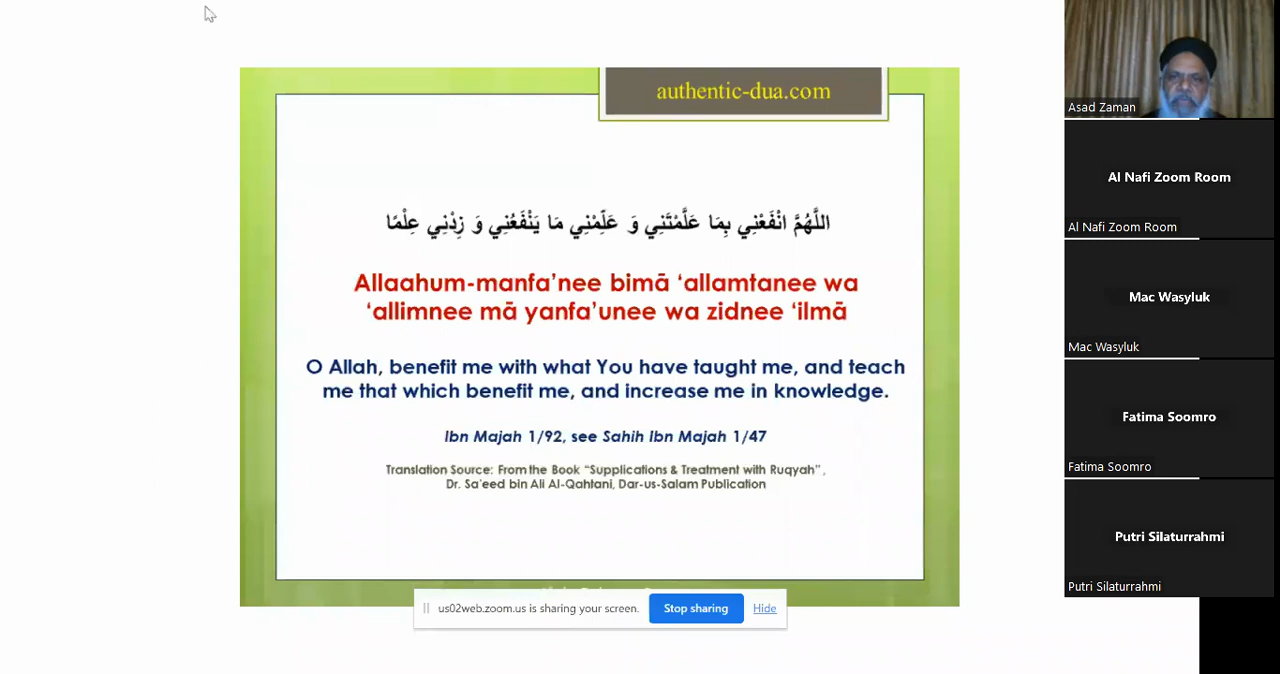 authentic-dua.com
اللَّهُمَّ انْفَعْنِي بِمَا عَلَّمْتَنِي وَ عَلِّمْنِي مَا يَنْفَعُنِي وَ زِدْنِي عِلْمًا
Allaahum-manfa’nee bimā ‘allamtanee wa
‘allimnee mā yanfa’unee wa zidnee ‘ilmā
O Allah, benefit me with what You have taught me, and teach
me that which benefit me, and increase me in knowledge.
Ibn Majah 1/92, see Sahih Ibn Majah 1/47
Translation Source: From the Book “Supplications & Treatment with Ruqyah”,
Dr. Sa'eed bin Ali Al-Qahtani, Dar-us-Salam Publication
us02web.zoom.us is sharing your screen.
Stop sharing
Hide
Asad Zaman
Al Nafi Zoom Room
Al Nafi Zoom Room
Mac Wasyluk
Mac Wasyluk
Fatima Soomro
Fatima Soomro
Putri Silaturrahmi
Putri Silaturrahmi